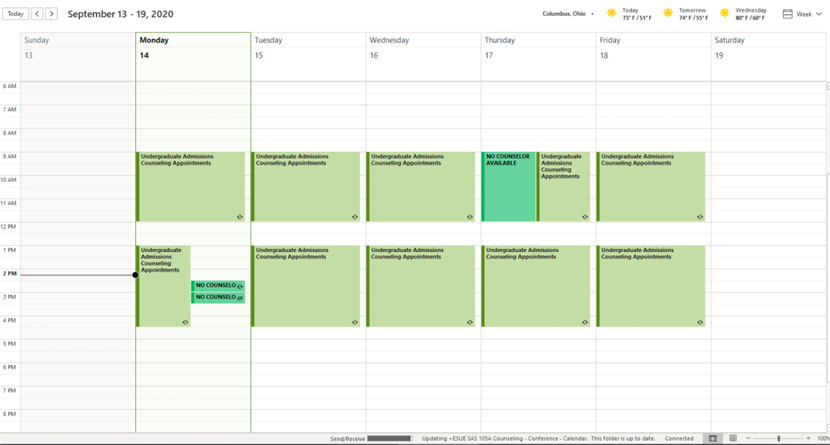 Today
September 13 - 19, 2020
Columbus, Ohio
Today
73° F / 51° F
Tomorrow
74° F / 55° F
Wednesday
80° F / 60° F
Week
Sunday
Monday
Tuesday
Wednesday
Thursday
Friday
Saturday
13
14
15
16
17
18
19
6 AM
7 AM
8 AM
9 AM
10 AM
11 AM
12 PM
1 PM
2 PM
3 PM
4 PM
5 PM
6 PM
7 PM
8 PM
Undergraduate Admissions
Counseling Appointments
Undergraduate Admissions
Counseling Appointments
Undergraduate Admissions
Counseling Appointments
NO COUNSELOR
AVAILABLE
Undergraduate
Admissions
Counseling
Appointments
Undergraduate Admissions
Counseling Appointments
Undergraduate
Admissions
Counseling
Appointments
NO COUNSELO
NO COUNSELO
Undergraduate Admissions
Counseling Appointments
Undergraduate Admissions
Counseling Appointments
Undergraduate Admissions
Counseling Appointments
Undergraduate Admissions
Counseling Appointments
Send/Receive
Updating +ESUE SAS 105A Counseling - Conference - Calendar. This folder is up to date.
Connected
100%